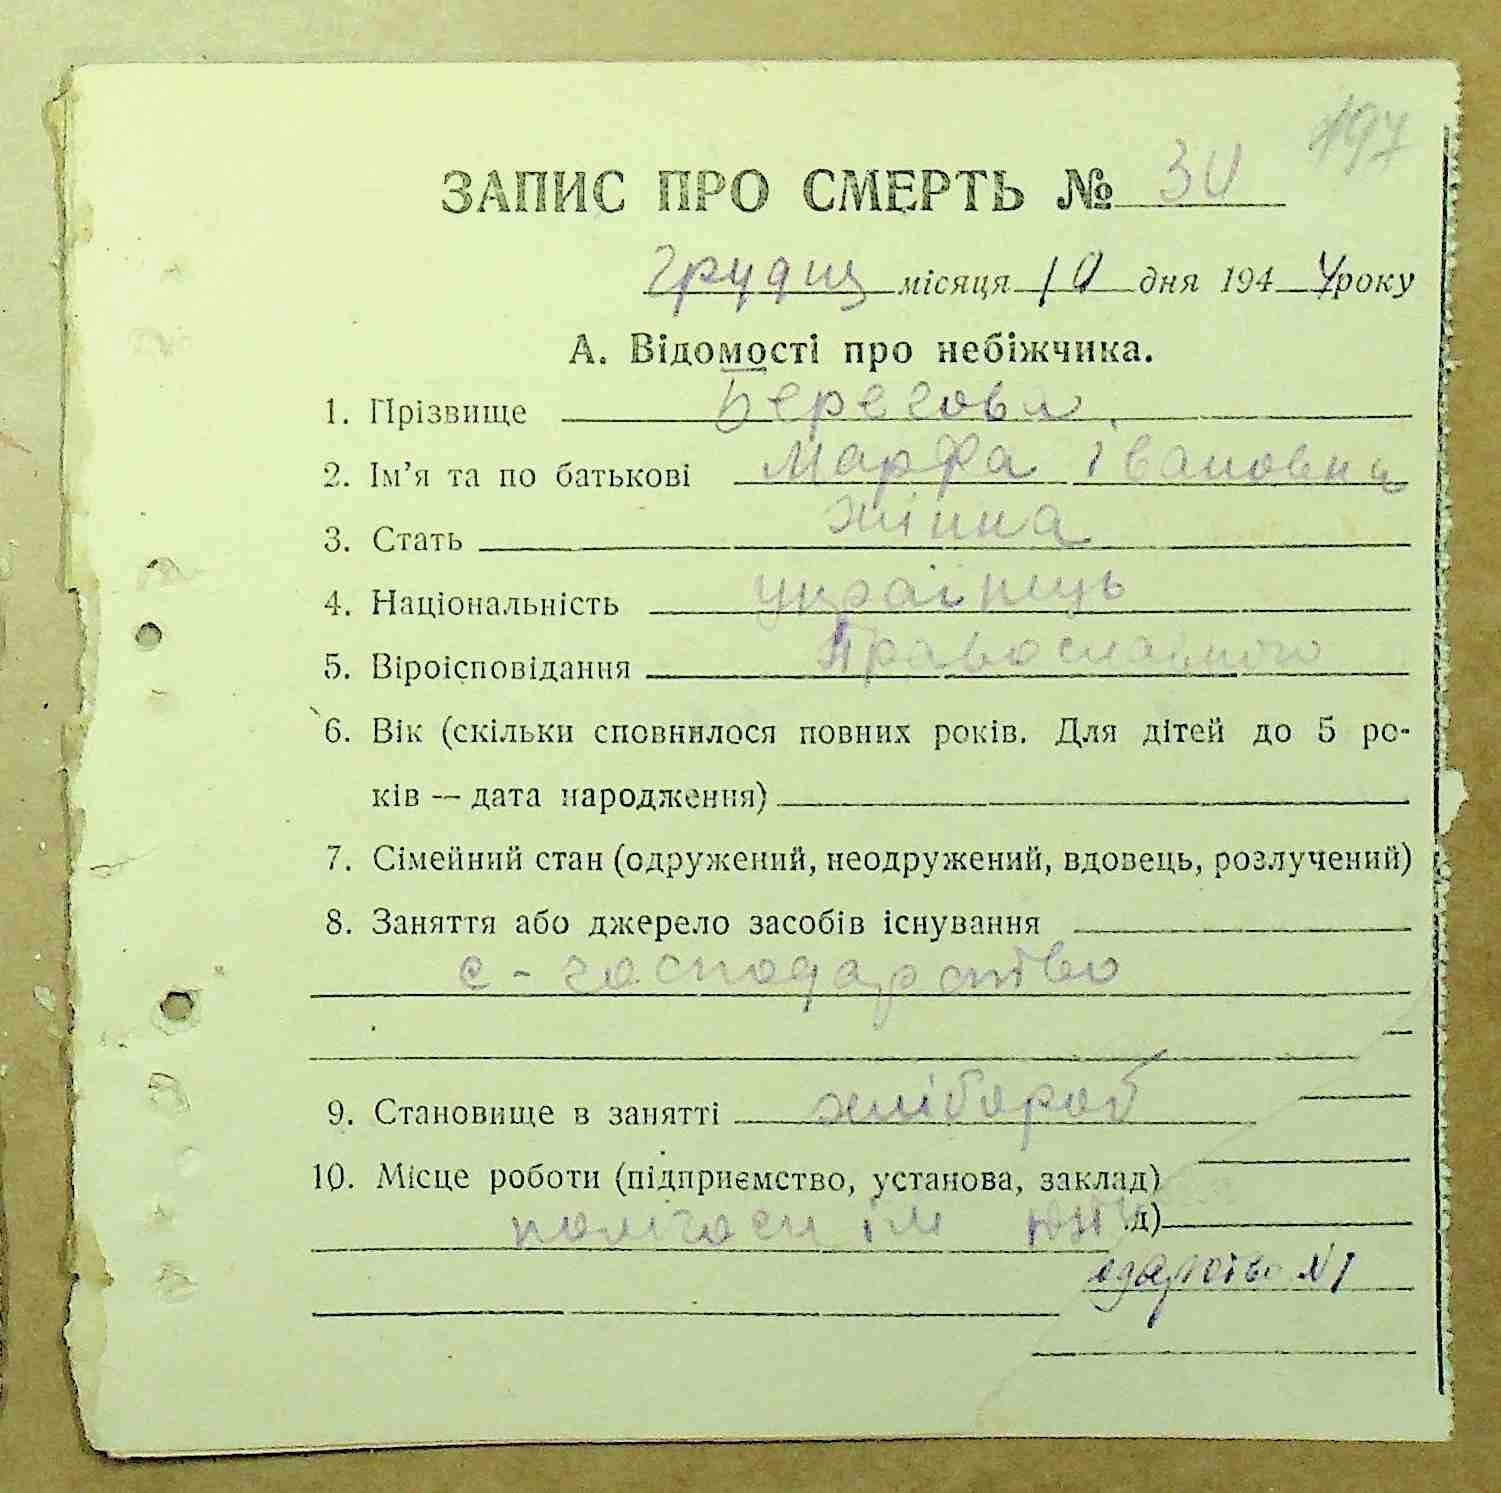 197
ЗАПИС ПРО СМЕРТЬ № 30
грудня місяця 10 дня 194 року
А. Відомості про небіжчика.
1. Прізвище Берегова
2. Ім’я та по батькові Марфа Івановна
3. Стать жінка
4. Національність українець
5. Віроісповідання Православного
6. Вік (скільки сповнилося повних років. Для дітей до 5 ро-
ків — дата народження)
7. Сімейний стан (одружений, неодружений, вдовець, розлучений)
8. Заняття або джерело засобів існування
с-господарство
9. Становище в занятті хлібороб
10. Місце роботи (підприємство, установа, заклад)
д)
одарство №1